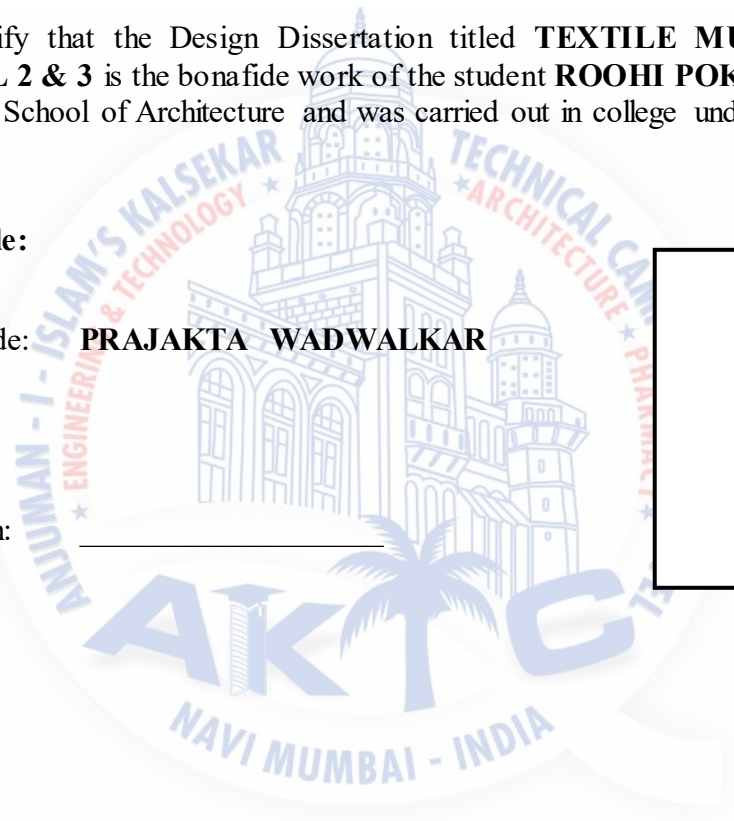 ify that the Design Dissertation titled TEXTILE MU
L 2 & 3 is the bonafide work of the student ROOHI POK
School of Architecture and was carried out in college und
le:
de: PRAJAKTA WADWALKAR
n:
ANJUMAN - I - ISLAM'S KALSEKAR TECHNICAL CAM
ENGINEERING & TECHNOLOGY ★ ★ ARCHITECTURE ★ PHARMACY ★
AKTC
NAVI MUMBAI - INDIA